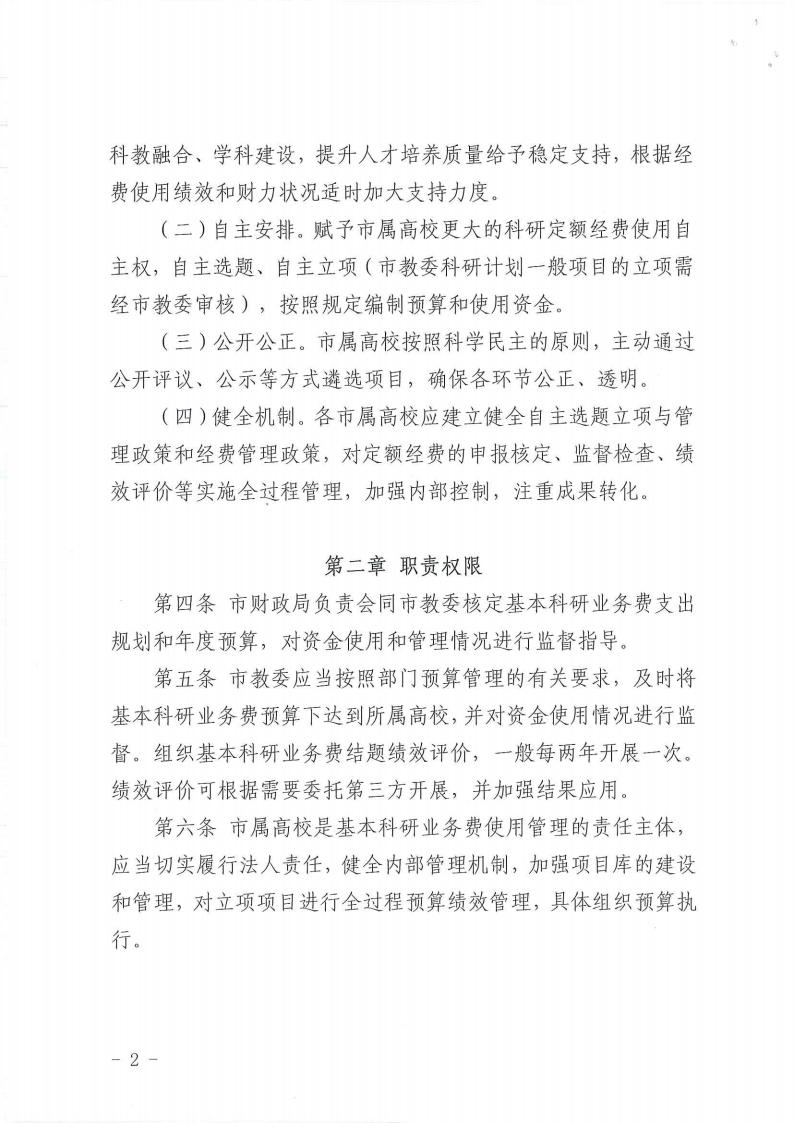 科教融合、学科建设，提升人才培养质量给予稳定支持，根据经
费使用绩效和财力状况适时加大支持力度。
（二）自主安排。赋予市属高校更大的科研定额经费使用自
主权，自主选题、自主立项（市教委科研计划一般项目的立项需
经市教委审核），按照规定编制预算和使用资金。
（三）公开公正。市属高校按照科学民主的原则，主动通过
公开评议、公示等方式遴选项目，确保各环节公正、透明。
（四）健全机制。各市属高校应建立健全自主选题立项与管
理政策和经费管理政策，对定额经费的申报核定、监督检查、绩
效评价等实施全过程管理，加强内部控制，注重成果转化。
第二章 职责权限
第四条 市财政局负责会同市教委核定基本科研业务费支出
规划和年度预算，对资金使用和管理情况进行监督指导。
第五条 市教委应当按照部门预算管理的有关要求，及时将
基本科研业务费预算下达到所属高校，并对资金使用情况进行监
督。组织基本科研业务费结题绩效评价，一般每两年开展一次。
绩效评价可根据需要委托第三方开展，并加强结果应用。
第六条 市属高校是基本科研业务费使用管理的责任主体，
应当切实履行法人责任，健全内部管理机制，加强项目库的建设
和管理，对立项项目进行全过程预算绩效管理，具体组织预算执
行。
- 2 -